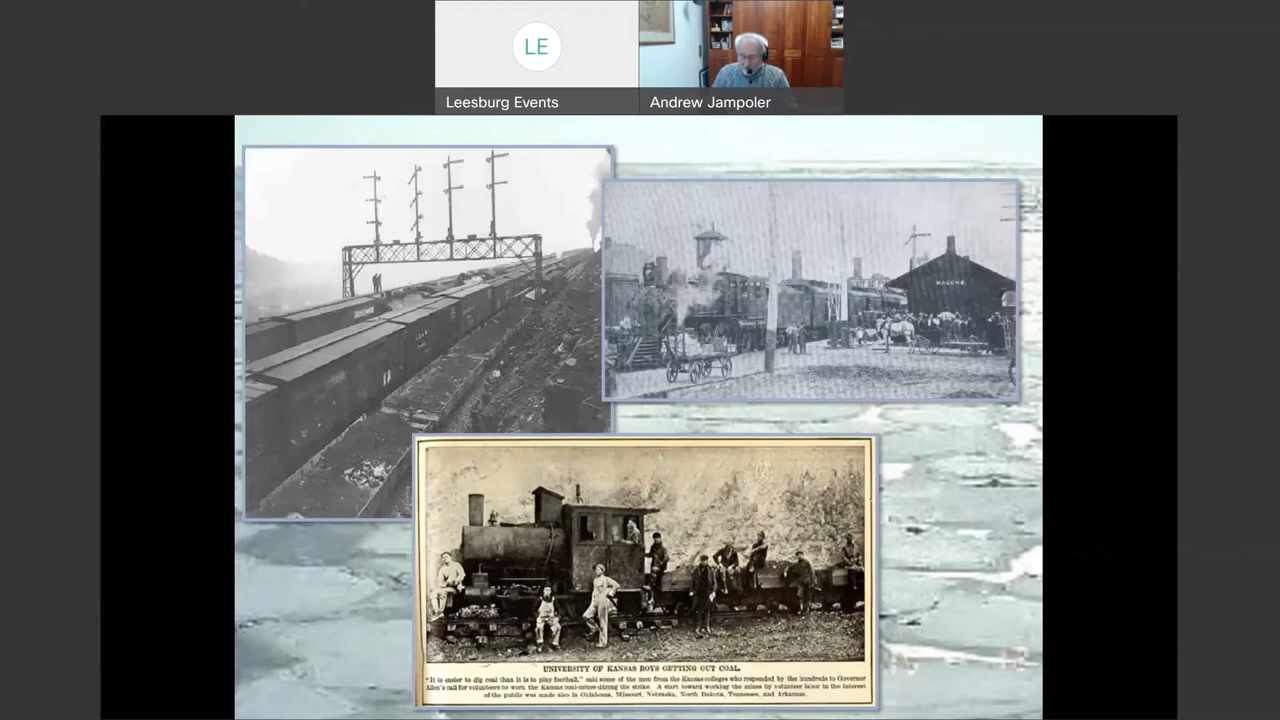 LE
Leesburg Events
Andrew Jampoler
UNIVERSITY OF KANSAS BOYS GETTING OUT COAL.
"It is easier to dig coal than it is to play football," said some of the men from the Kansas colleges who responded by the hundreds to Governor
Allen's call for volunteers to work the Kansas coal-mines during the strike. A start toward working the mines by volunteer labor in the interest
of the public was made also in Oklahoma, Missouri, Nebraska, North Dakota, Tennessee, and Arkansas.